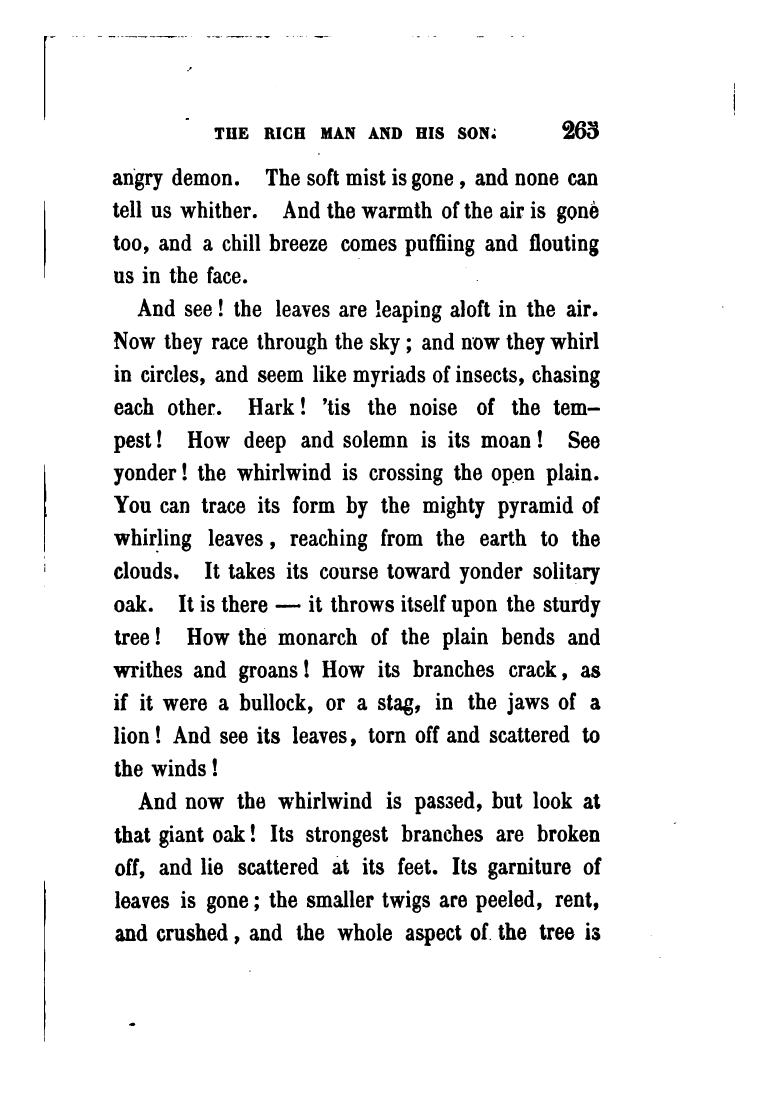 THE RICH MAN AND HIS SON. 263
angry demon. The soft mist is gone, and none can
tell us whither. And the warmth of the air is gone
too, and a chill breeze comes puffiing and flouting
us in the face.
And see! the leaves are leaping aloft in the air.
Now they race through the sky; and now they whirl
in circles, and seem like myriads of insects, chasing
each other. Hark! 'tis the noise of the tem-
pest! How deep and solemn is its moan! See
yonder! the whirlwind is crossing the open plain.
You can trace its form by the mighty pyramid of
whirling leaves, reaching from the earth to the
clouds. It takes its course toward yonder solitary
oak. It is there — it throws itself upon the sturdy
tree! How the monarch of the plain bends and
writhes and groans! How its branches crack, as
if it were a bullock, or a stag, in the jaws of a
lion! And see its leaves, torn off and scattered to
the winds!
And now the whirlwind is passed, but look at
that giant oak! Its strongest branches are broken
off, and lie scattered at its feet. Its garniture of
leaves is gone; the smaller twigs are peeled, rent,
and crushed, and the whole aspect of the tree is